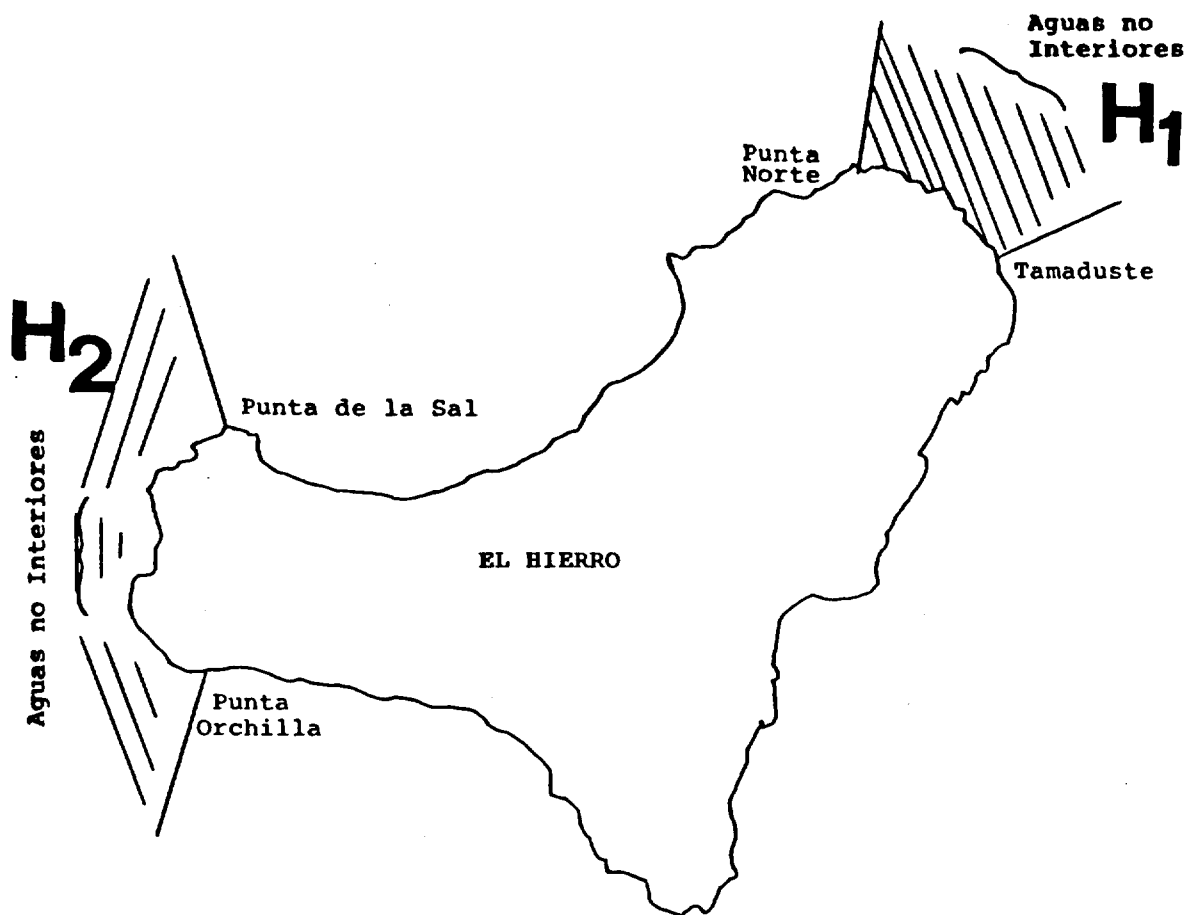 Aguas no
Interiores
H1
Punta
Norte
Tamaduste
H2
Punta de la Sal
Aguas no Interiores
EL HIERRO
Punta
Orchilla